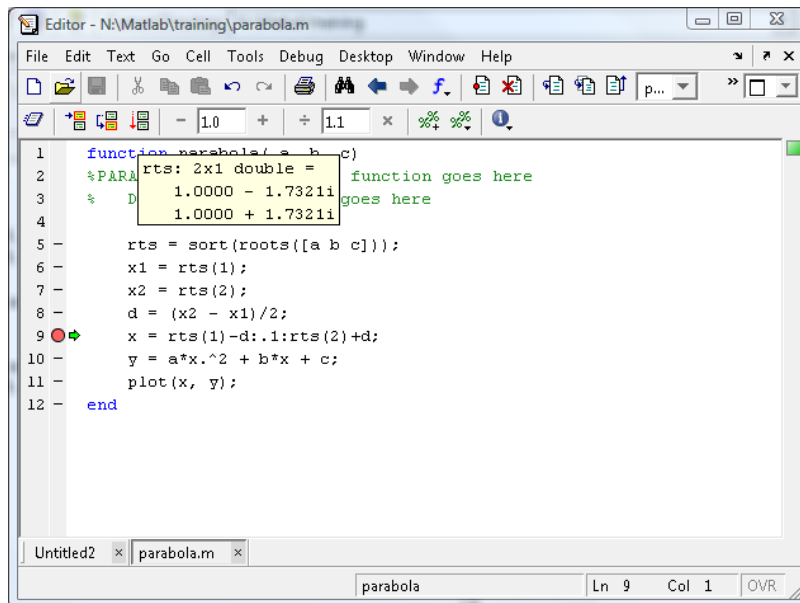 Editor - N:\Matlab\training\parabola.m
File Edit Text Go Cell Tools Debug Desktop Window Help
p...
1.0 1.1
1 function parabola( a, b, c)
rts: 2x1 double =
1.0000 - 1.7321i
1.0000 + 1.7321i
2 %PARA function goes here
3 % D goes here
4
5 - rts = sort(roots([a b c]));
6 - x1 = rts(1);
7 - x2 = rts(2);
8 - d = (x2 - x1)/2;
9 x = rts(1)-d:.1:rts(2)+d;
10 - y = a*x.^2 + b*x + c;
11 - plot(x, y);
12 - end
Untitled2 parabola.m
parabola Ln 9 Col 1 OVR